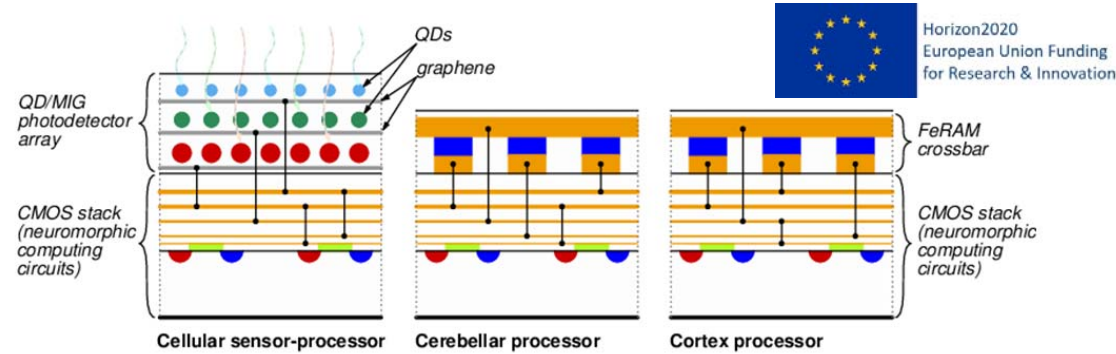 QDs
graphene
QD/MIG
photodetector
array
CMOS stack
(neuromorphic
computing
circuits)
Horizon2020
European Union Funding
for Research & Innovation
FeRAM
crossbar
CMOS stack
(neuromorphic
computing
circuits)
Cellular sensor-processor
Cerebellar processor
Cortex processor